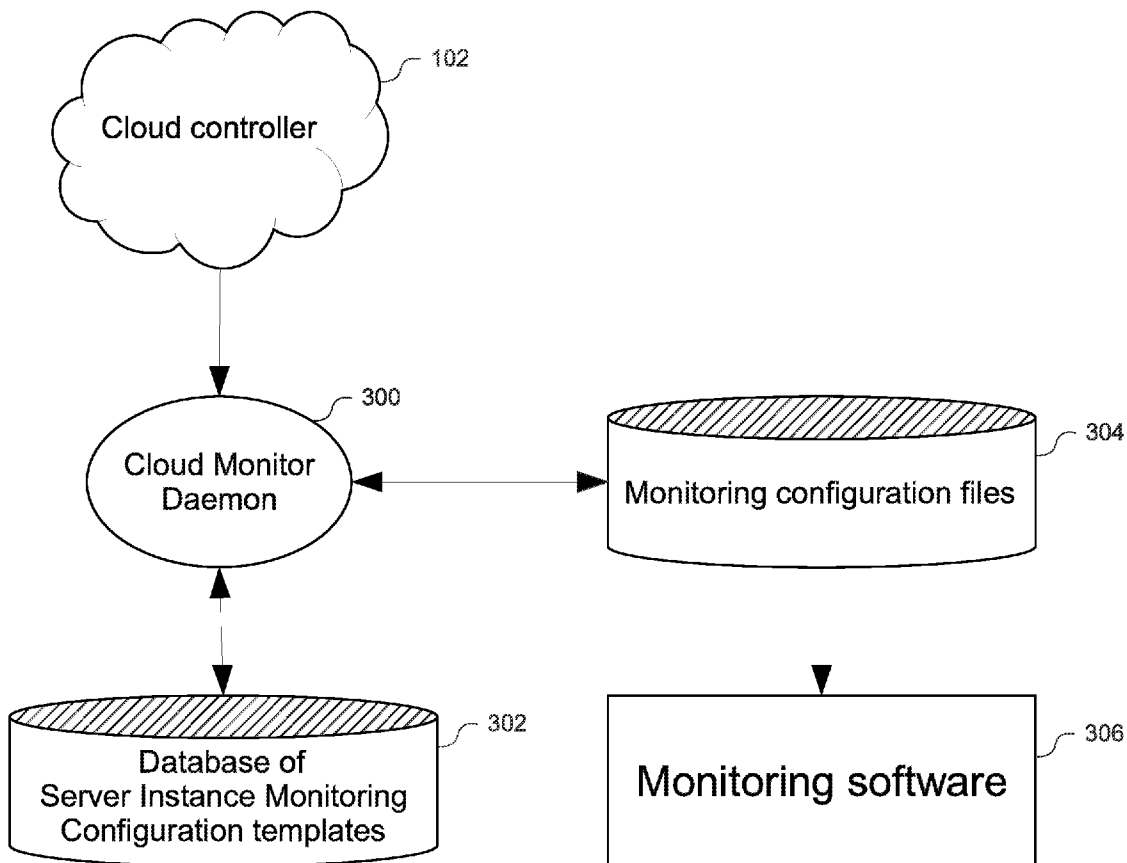 102
Cloud controller
300
Cloud Monitor
Daemon
304
Monitoring configuration files
302
Database of
Server Instance Monitoring
Configuration templates
306
Monitoring software